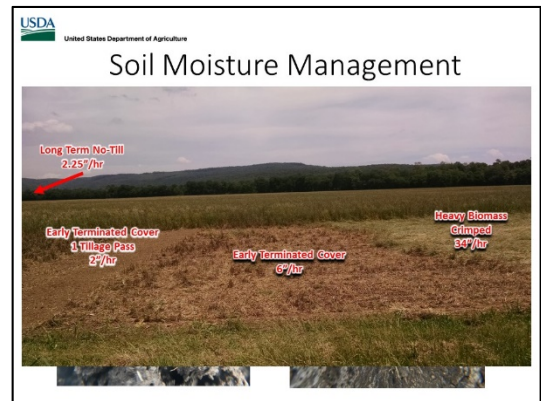 USDA
United States Department of Agriculture
Soil Moisture Management
Long Term No-Till
2.25"/hr
Early Terminated Cover
1 Tillage Pass
2"/hr
Early Terminated Cover
6"/hr
Heavy Biomass
Crimped
34"/hr